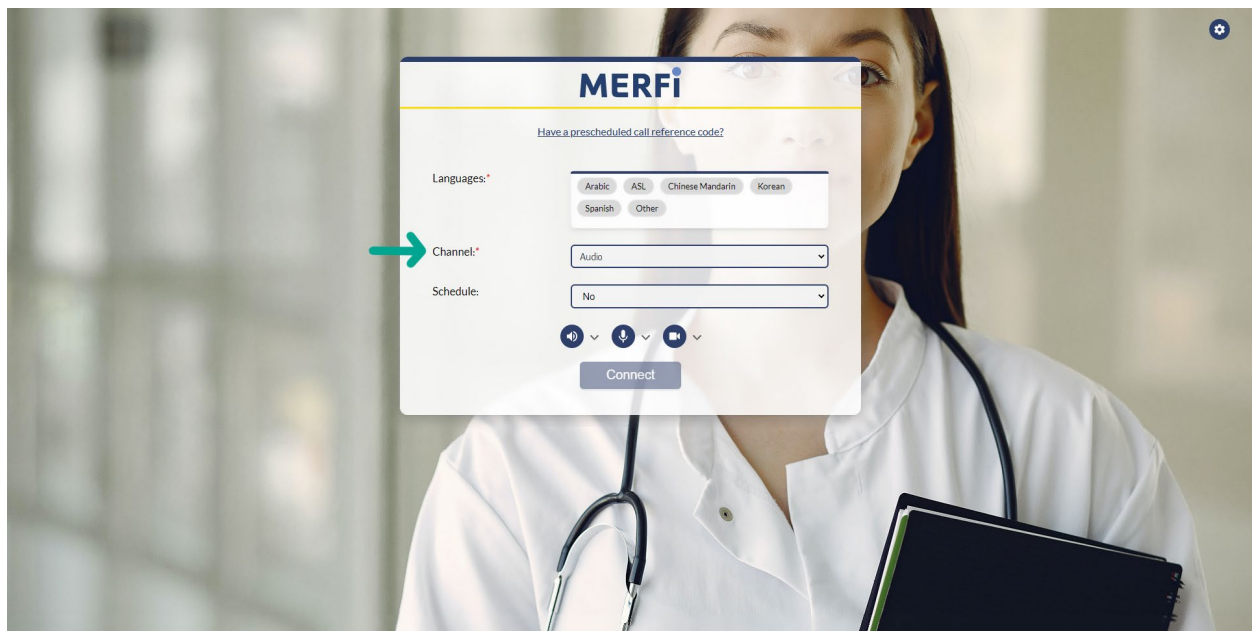 MERFi
Have a prescheduled call reference code?
Languages:*
Arabic ASL Chinese Mandarin Korean
Spanish Other
Channel:* Audio
Schedule: No
Connect